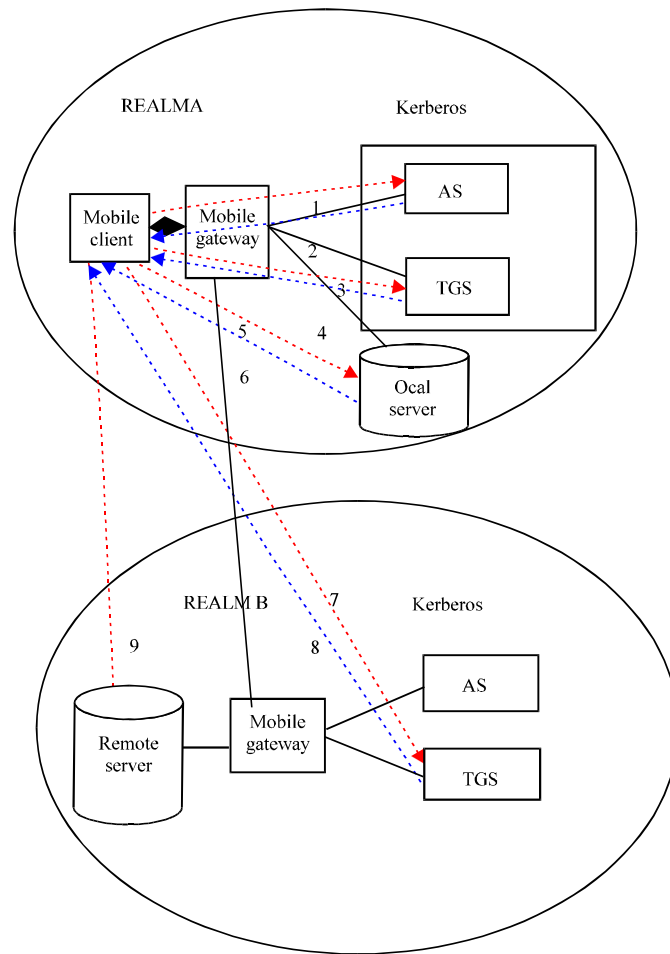 REALMA
Kerberos
AS
Mobile
client
Mobile
gateway
1
2
TGS
3
4
5
6
Ocal
server
REALM B
7
Kerberos
8
9
AS
Mobile
gateway
Remote
server
TGS